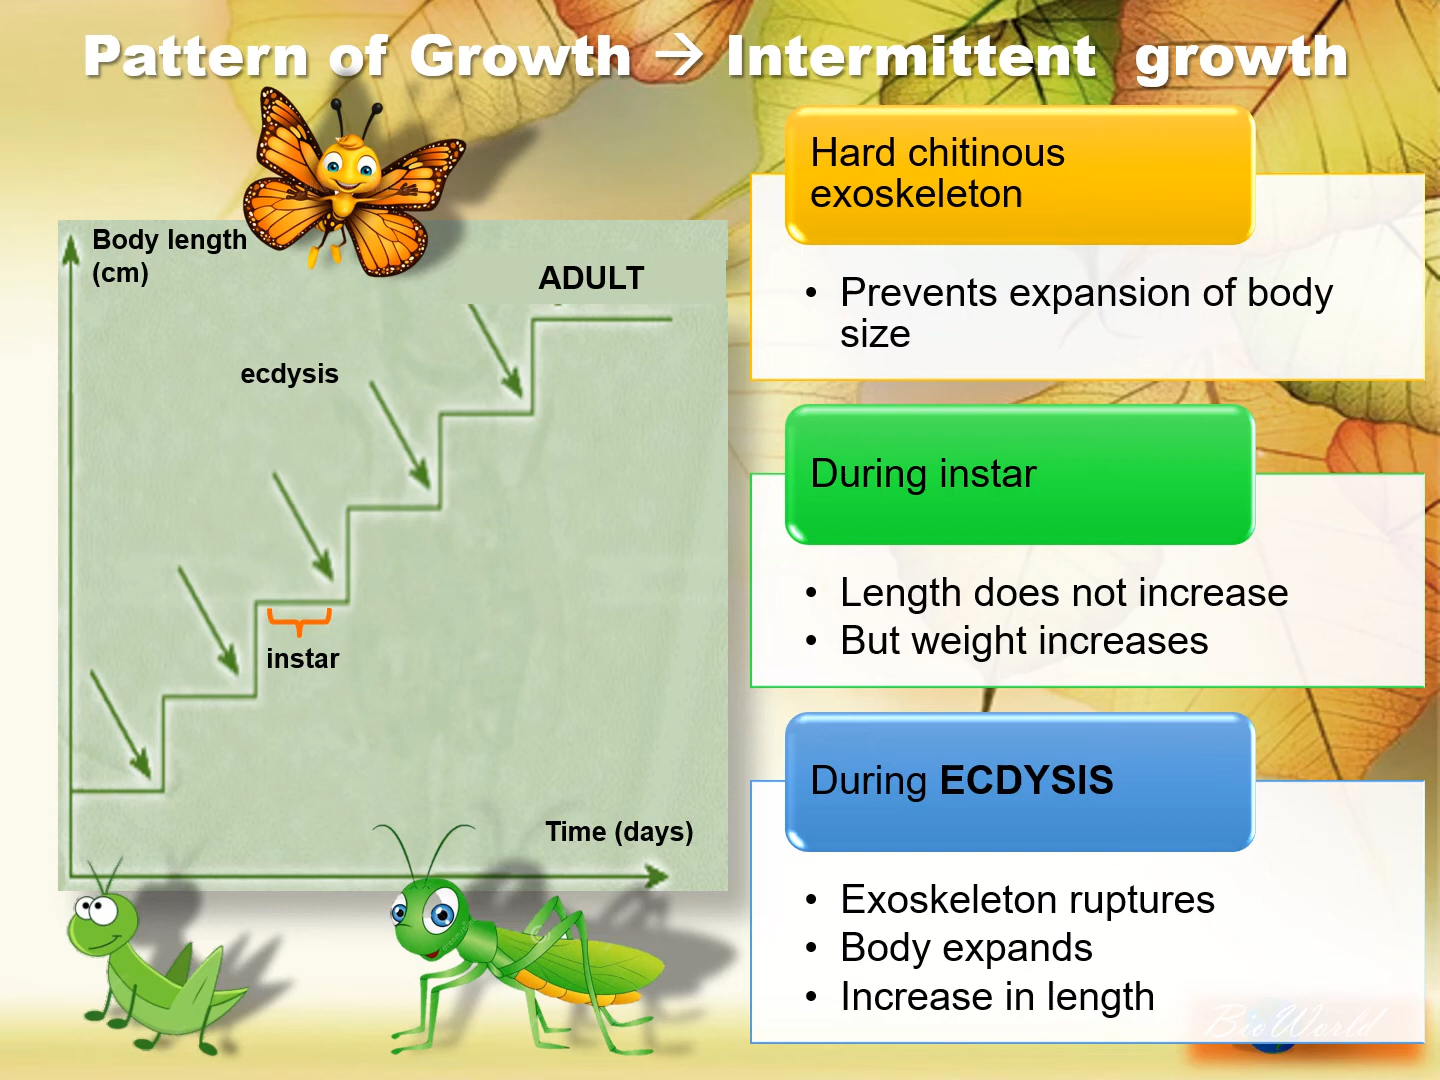 Pattern of Growth → Intermittent growth
Body length
(cm)
ADULT
ecdysis
instar
Time (days)
Hard chitinous
exoskeleton
• Prevents expansion of body
size
During instar
• Length does not increase
• But weight increases
During ECDYSIS
• Exoskeleton ruptures
• Body expands
• Increase in length
BioWorld